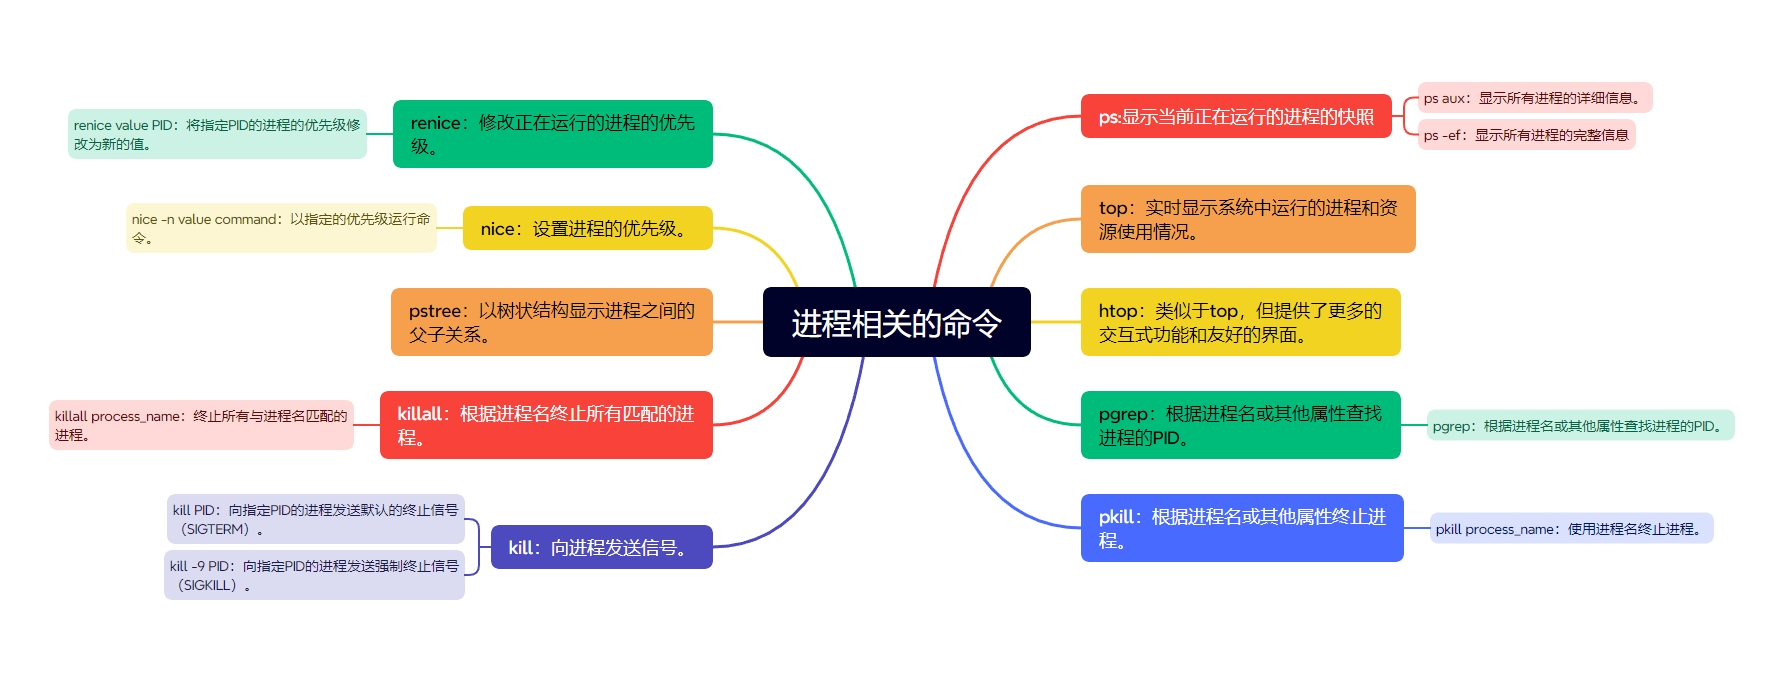 进程相关的命令
ps:显示当前正在运行的进程的快照
ps aux：显示所有进程的详细信息。
ps -ef：显示所有进程的完整信息
top：实时显示系统中运行的进程和资
源使用情况。
htop：类似于top，但提供了更多的
交互式功能和友好的界面。
pgrep：根据进程名或其他属性查找
进程的PID。
pgrep：根据进程名或其他属性查找进程的PID。
pkill：根据进程名或其他属性终止进
程。
pkill process_name：使用进程名终止进程。
renice：修改正在运行的进程的优先
级。
renice value PID：将指定PID的进程的优先级修
改为新的值。
nice：设置进程的优先级。
nice -n value command：以指定的优先级运行命
令。
pstree：以树状结构显示进程之间的
父子关系。
killall：根据进程名终止所有匹配的进
程。
killall process_name：终止所有与进程名匹配的
进程。
kill：向进程发送信号。
kill PID：向指定PID的进程发送默认的终止信号
（SIGTERM）。
kill -9 PID：向指定PID的进程发送强制终止信号
（SIGKILL）。